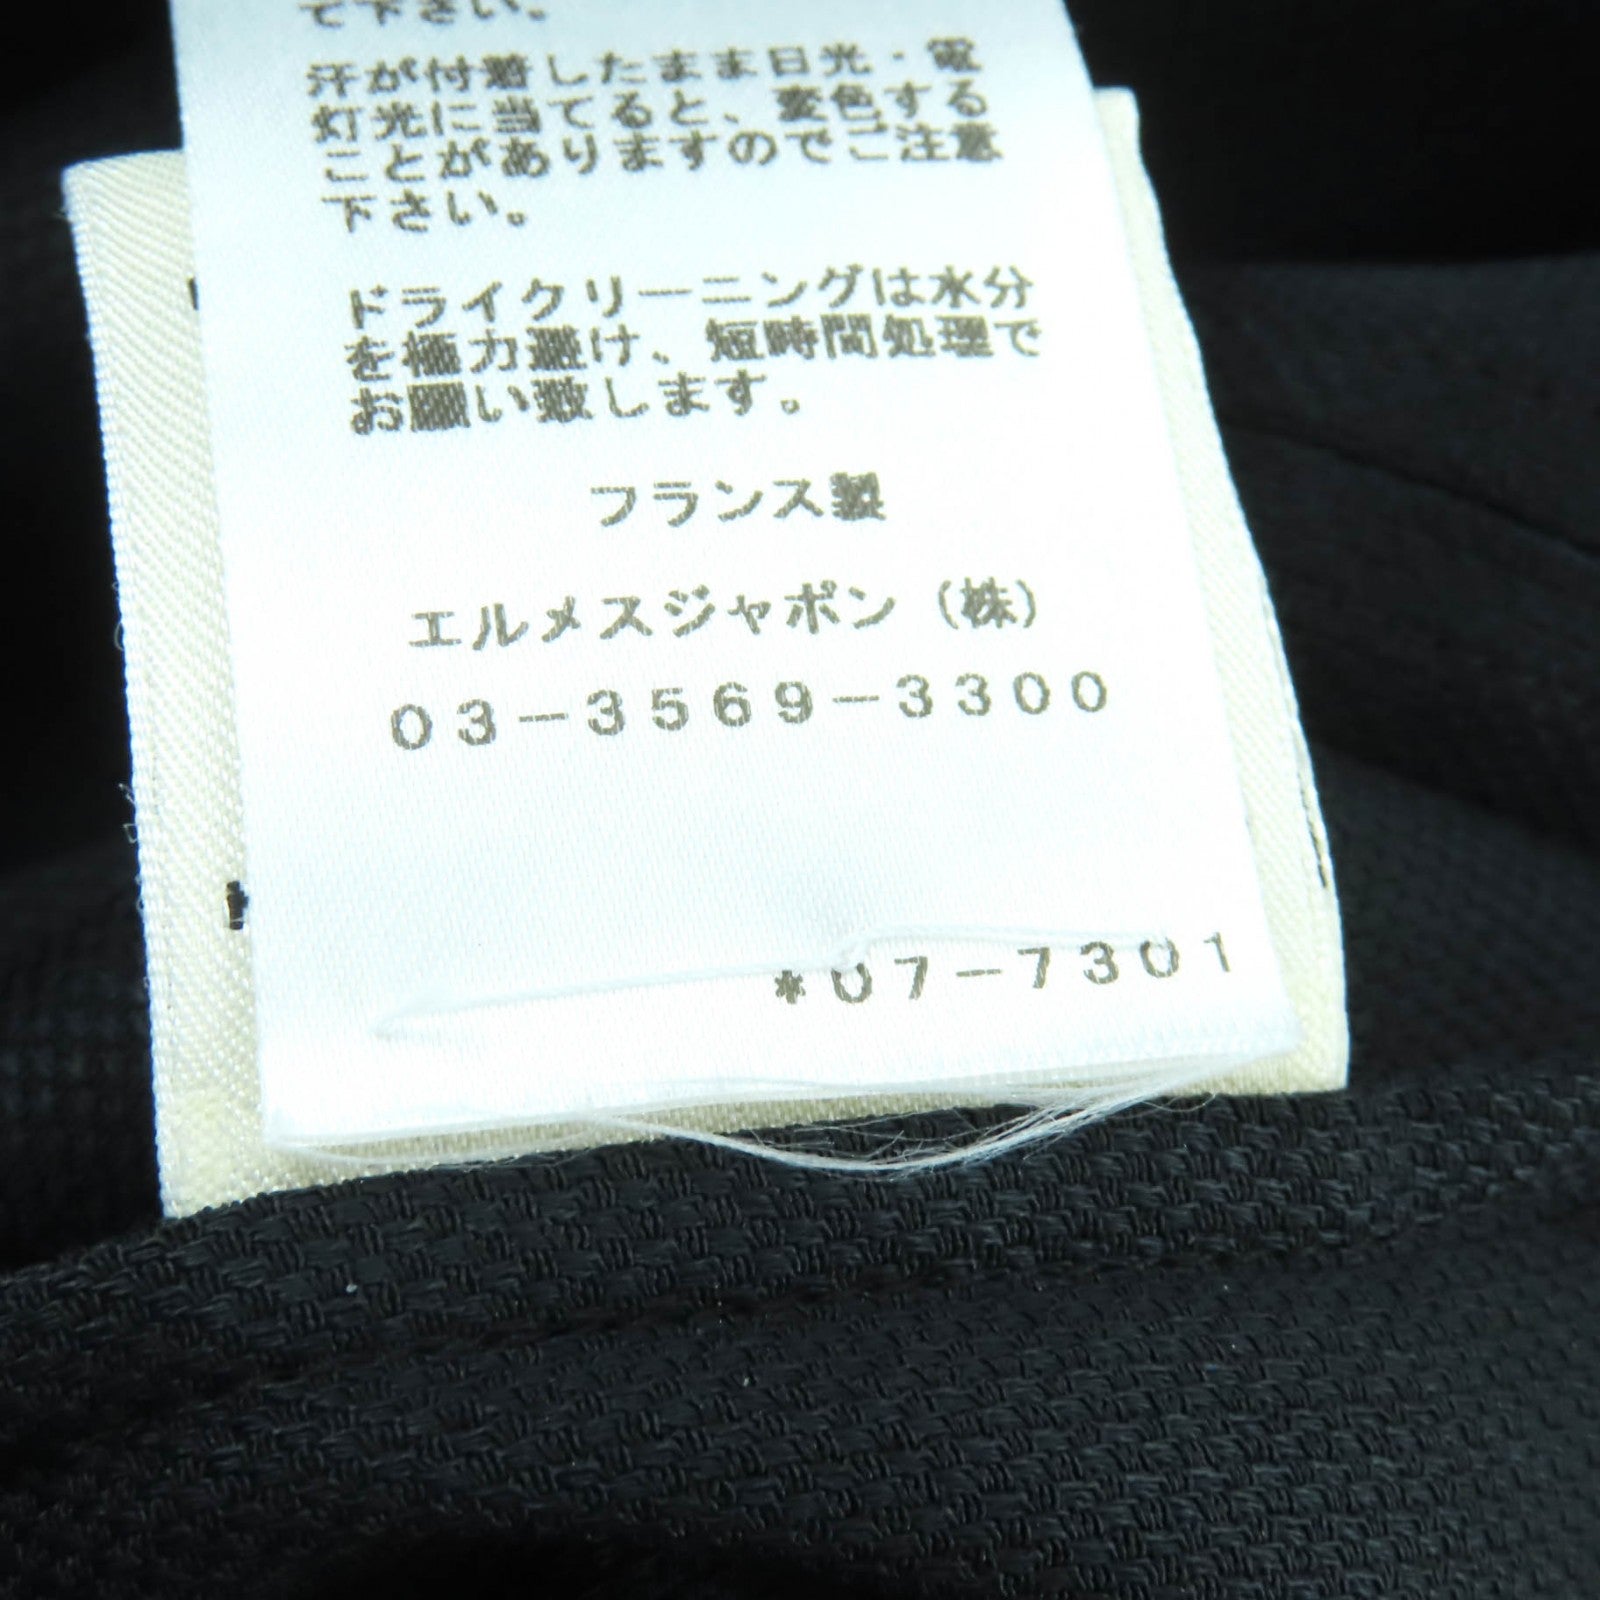 で下さい。
汗が付着したまま日光・電
灯光に当てると、変色する
ことがありますのでご注意
下さい。
ドライクリーニングは水分
を極力避け、短時間処理で
お願い致します。
フランス製
エルメスジャポン（株）
03－3569－3300
*07－7301